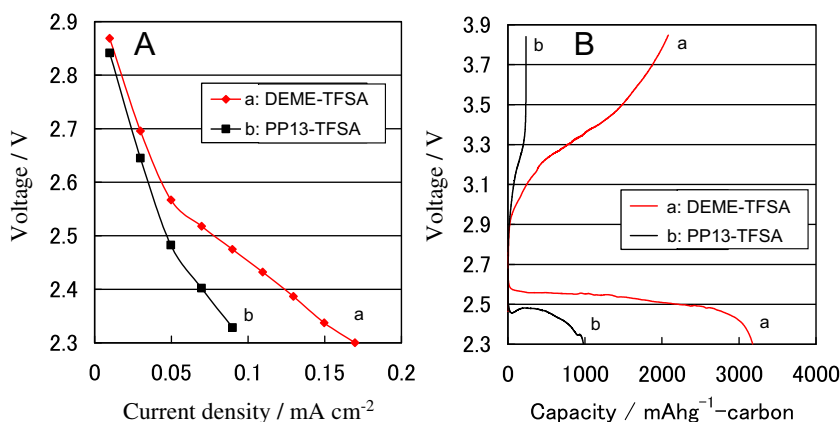 A
a: DEME-TFSA
b: PP13-TFSA
b
a
Voltage / V
2.9
2.8
2.7
2.6
2.5
2.4
2.3
0
0.05
0.1
0.15
0.2
Current density / mA cm⁻²
B
b
a
a: DEME-TFSA
b: PP13-TFSA
b
a
Voltage / V
3.9
3.7
3.5
3.3
3.1
2.9
2.7
2.5
2.3
0
1000
2000
3000
4000
Capacity / mAhg⁻¹-carbon